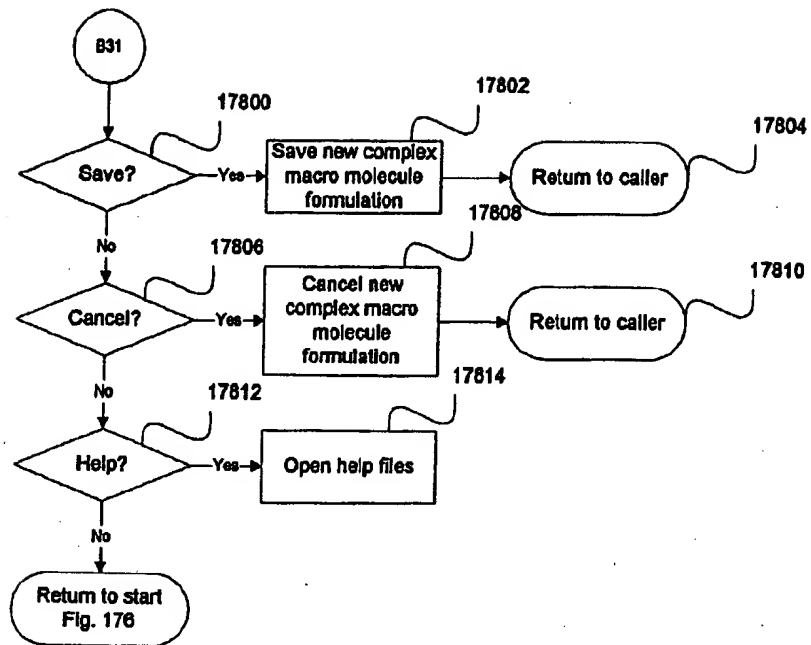 B31
17800
17802
17804
Save?
Yes
Save new complex
macro molecule
formulation
Return to caller
No
17806
17808
17810
Cancel?
Yes
Cancel new
complex macro
molecule
formulation
Return to caller
No
17812
17814
Help?
Yes
Open help files
No
Return to start
Fig. 176